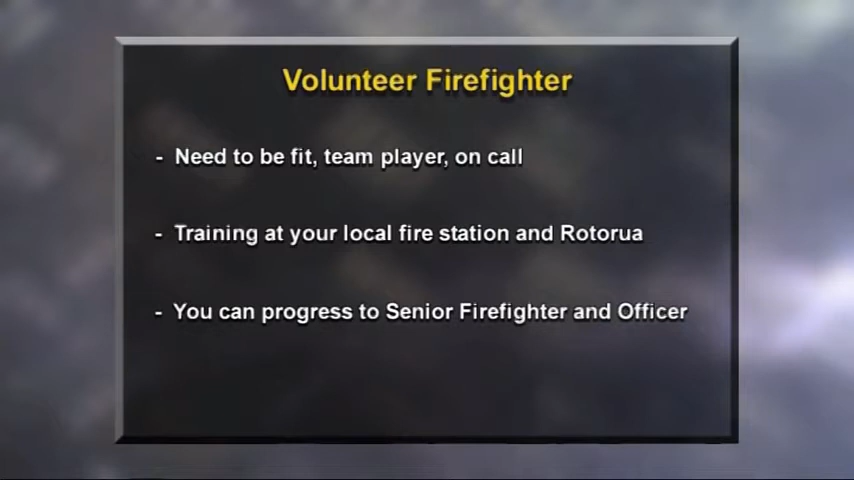 Volunteer Firefighter
- Need to be fit, team player, on call
- Training at your local fire station and Rotorua
- You can progress to Senior Firefighter and Officer